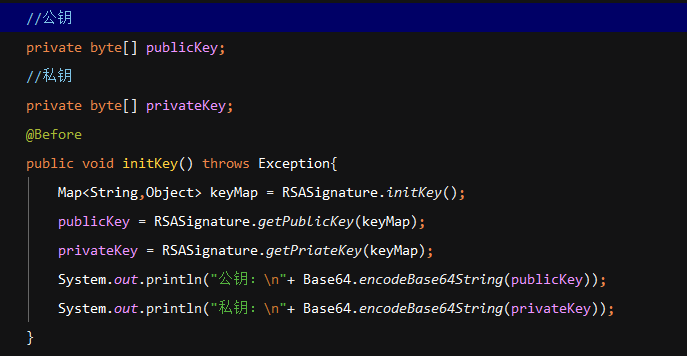 //公钥
private byte[] publicKey;
//私钥
private byte[] privateKey;
@Before
public void initKey() throws Exception{
Map<String,Object> keyMap = RSASignature.initKey();
publicKey = RSASignature.getPublicKey(keyMap);
privateKey = RSASignature.getPriateKey(keyMap);
System.out.println("公钥：\n"+ Base64.encodeBase64String(publicKey));
System.out.println("私钥：\n"+ Base64.encodeBase64String(privateKey));
}